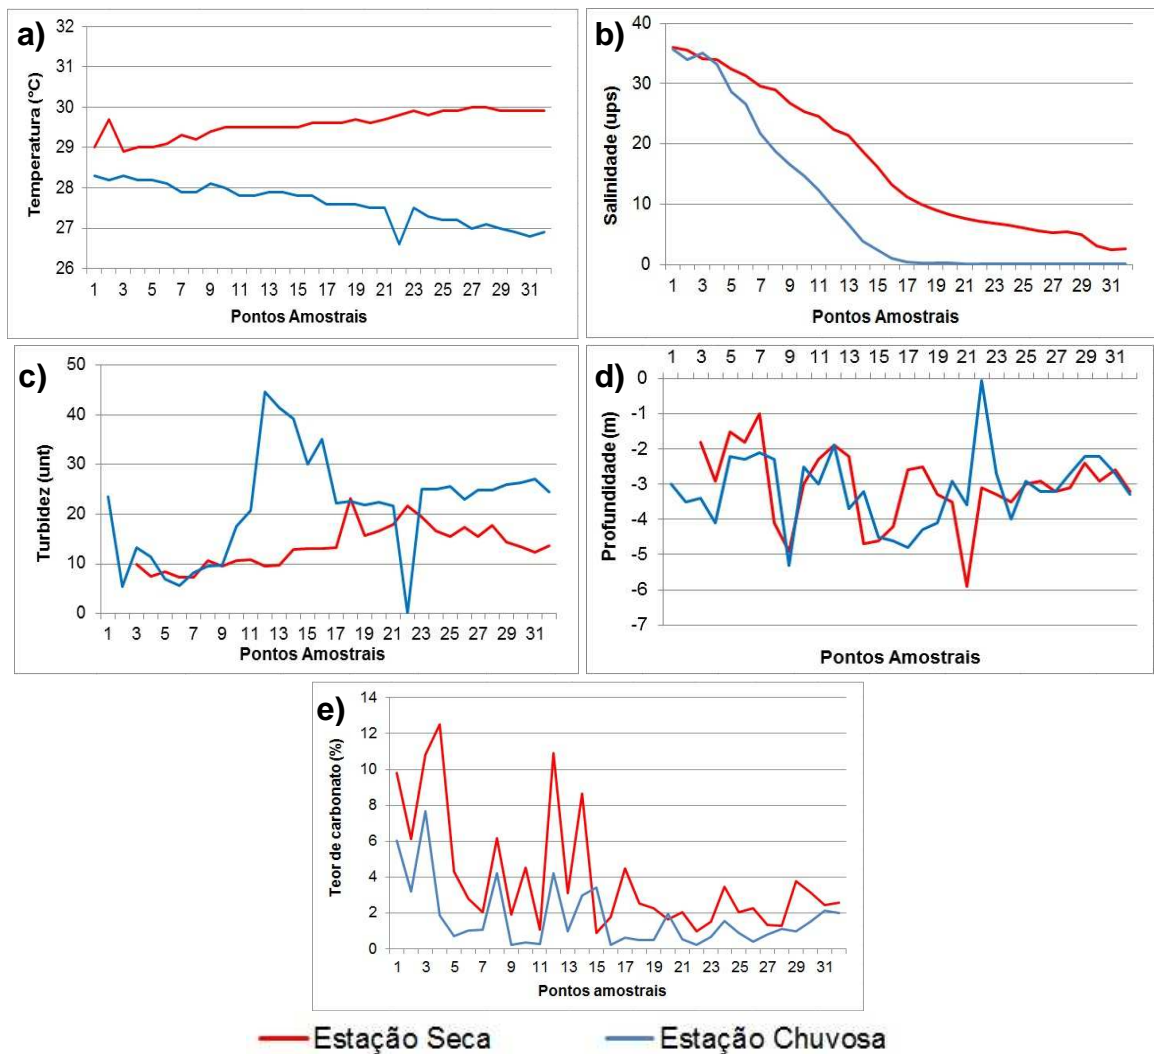 a)
32
31
30
29
28
27
26
Temperatura (°C)
1 3 5 7 9 11 13 15 17 19 21 23 25 27 29 31
Pontos Amostrais
b)
40
30
20
10
0
Salinidade (ups)
1 3 5 7 9 11 13 15 17 19 21 23 25 27 29 31
Pontos Amostrais
c)
50
40
30
20
10
0
Turbidez (unt)
1 3 5 7 9 11 13 15 17 19 21 23 25 27 29 31
Pontos Amostrais
d)
1 3 5 7 9 11 13 15 17 19 21 23 25 27 29 31
0
-1
-2
-3
-4
-5
-6
-7
Profundidade (m)
Pontos Amostrais
e)
14
12
10
8
6
4
2
0
Teor de carbonato (%)
1 3 5 7 9 11 13 15 17 19 21 23 25 27 29 31
Pontos amostrais
Estação Seca
Estação Chuvosa